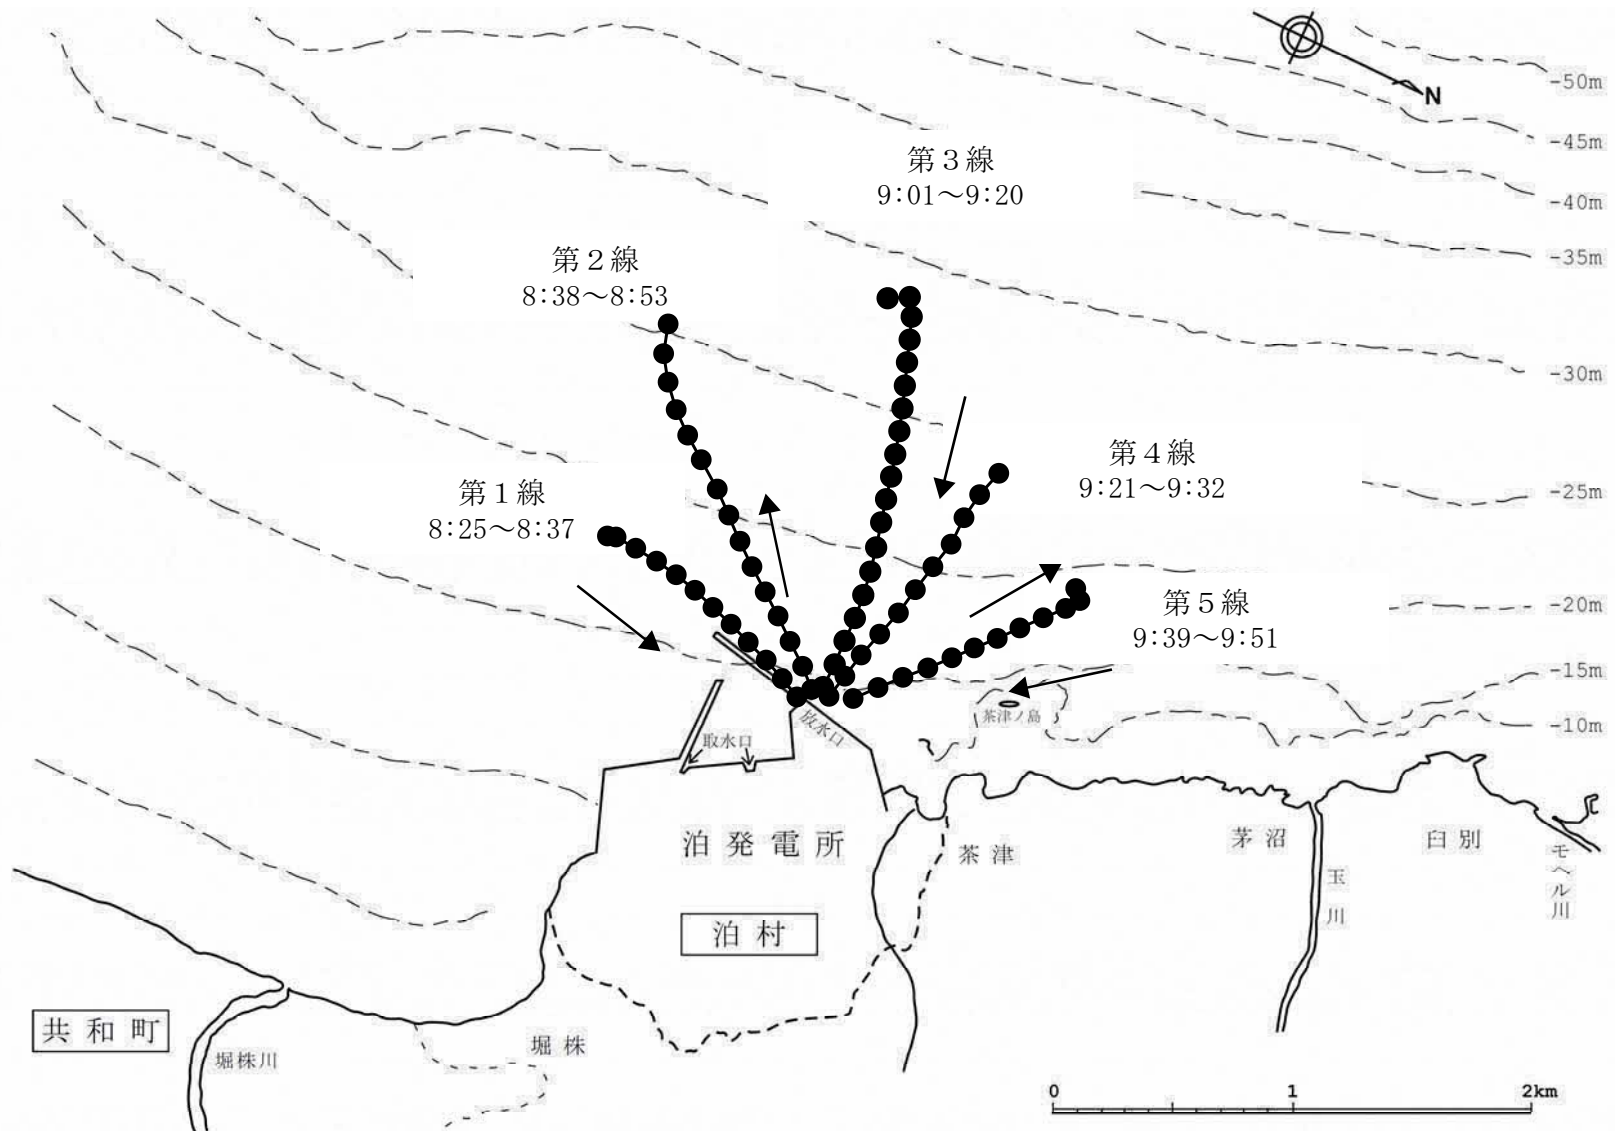 N
-50m
-45m
-40m
-35m
-30m
-25m
-20m
-15m
-10m
第3線
9:01～9:20
第2線
8:38～8:53
第4線
9:21～9:32
第1線
8:25～8:37
第5線
9:39～9:51
茶津ノ島
放水口
取水口
泊発電所
茶津
茅沼
臼別
玉川
モヘル川
泊村
共和町
堀株川
堀株
0 1 2km